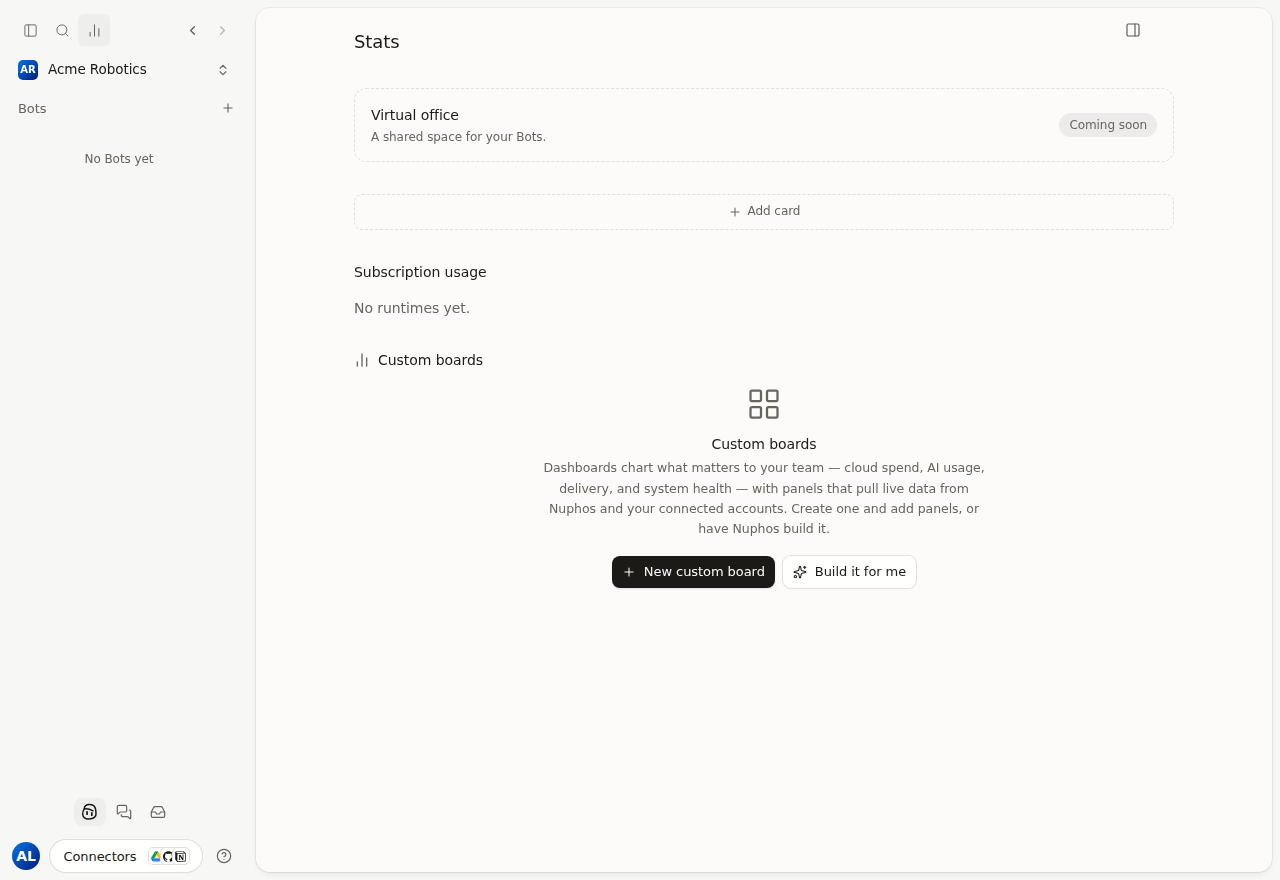 AR Acme Robotics
Bots
No Bots yet
AL Connectors
Stats
Virtual office
A shared space for your Bots.
Coming soon
Add card
Subscription usage
No runtimes yet.
Custom boards
Custom boards
Dashboards chart what matters to your team — cloud spend, AI usage,
delivery, and system health — with panels that pull live data from
Nuphos and your connected accounts. Create one and add panels, or
have Nuphos build it.
New custom board
Build it for me